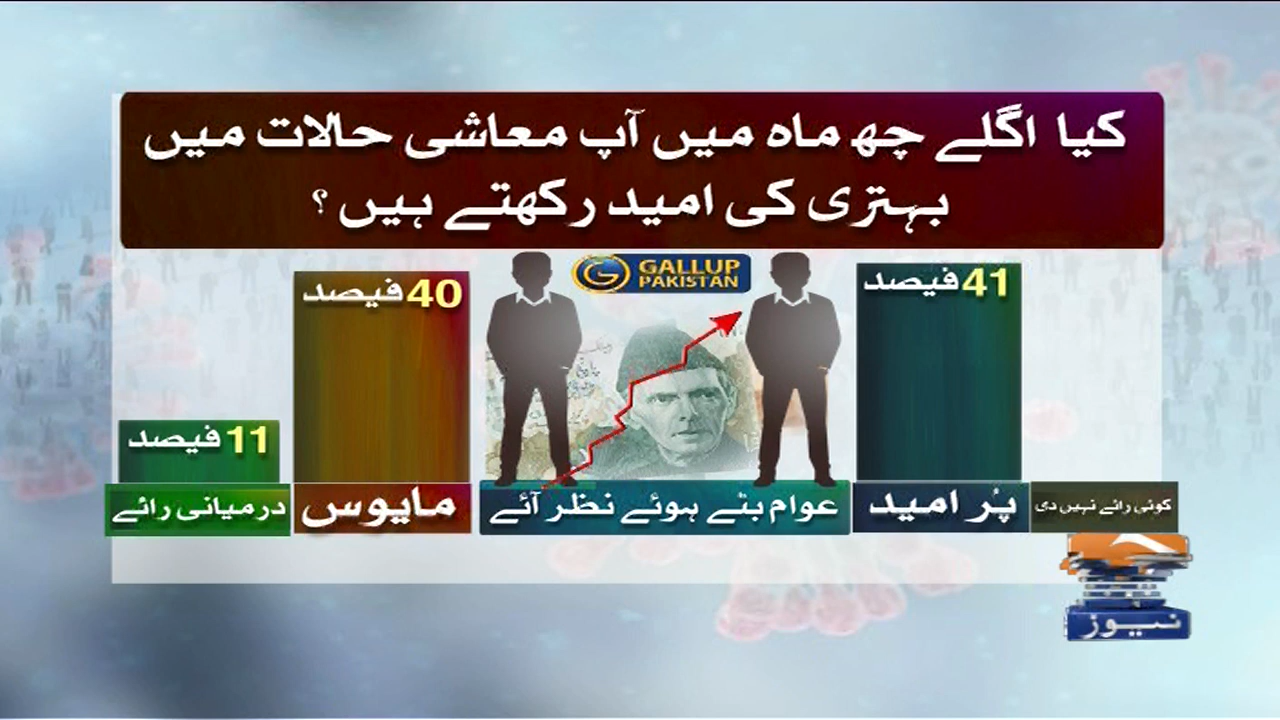 کیا اگلے چھ ماہ میں آپ معاشی حالات میں
بہتری کی امید رکھتے ہیں ؟
GALLUP
PAKISTAN
41 فیصد
40 فیصد
11 فیصد
کوئی رائے نہیں دی
پُر امید
عوام بٹے ہوئے نظر آئے
مایوس
درمیانی رائے
نیوز